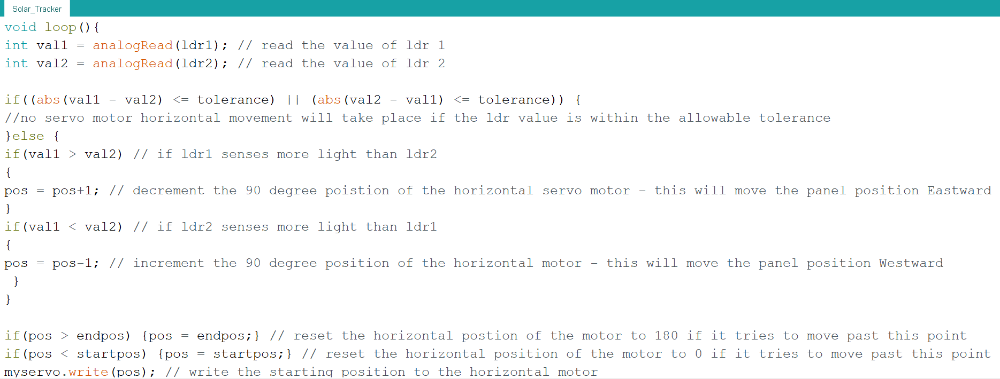 Solar_Tracker
void loop(){
int val1 = analogRead(ldr1); // read the value of ldr 1
int val2 = analogRead(ldr2); // read the value of ldr 2
if((abs(val1 - val2) <= tolerance) || (abs(val2 - val1) <= tolerance)) {
//no servo motor horizontal movement will take place if the ldr value is within the allowable tolerance
}else {
if(val1 > val2) // if ldr1 senses more light than ldr2
{
pos = pos+1; // decrement the 90 degree poistion of the horizontal servo motor - this will move the panel position Eastward
}
if(val1 < val2) // if ldr2 senses more light than ldr1
{
pos = pos-1; // increment the 90 degree position of the horizontal motor - this will move the panel position Westward
}
}
if(pos > endpos) {pos = endpos;} // reset the horizontal postion of the motor to 180 if it tries to move past this point
if(pos < startpos) {pos = startpos;} // reset the horizontal position of the motor to 0 if it tries to move past this point
myservo.write(pos); // write the starting position to the horizontal motor